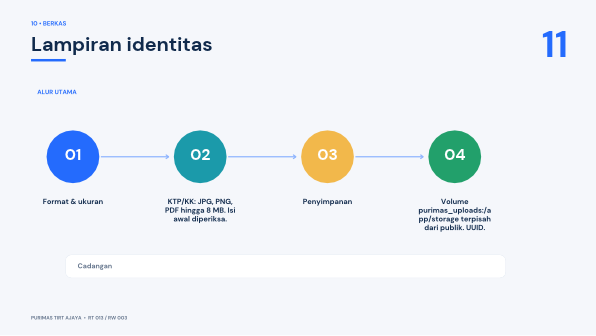 10 • BERKAS
Lampiran identitas
11
ALUR UTAMA
01
02
03
04
Format & ukuran
KTP/KK: JPG, PNG,
PDF hingga 8 MB. Isi
awal diperiksa.
Penyimpanan
Volume
purimas_uploads:/a
pp/storage terpisah
dari publik. UUID.
Cadangan
PURIMAS TIRT AJAYA • RT 013 / RW 003